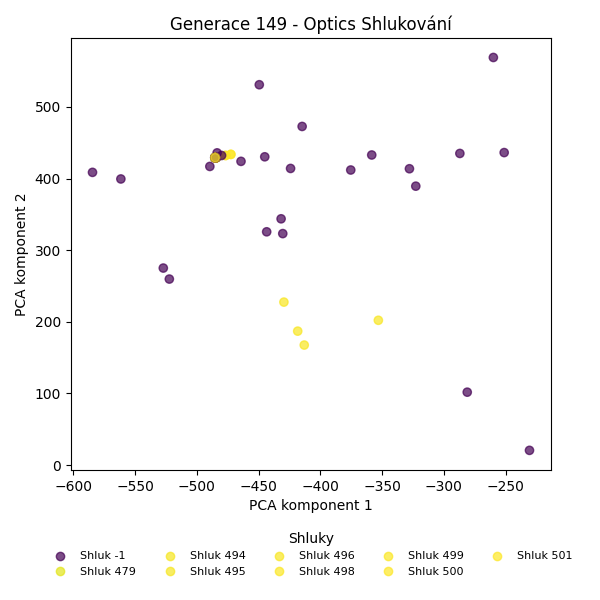 Generace 149 - Optics Shlukování
PCA komponent 2
500
400
300
200
100
0
−600 −550 −500 −450 −400 −350 −300 −250
PCA komponent 1
Shluky
Shluk -1 Shluk 494 Shluk 496 Shluk 499 Shluk 501
Shluk 479 Shluk 495 Shluk 498 Shluk 500